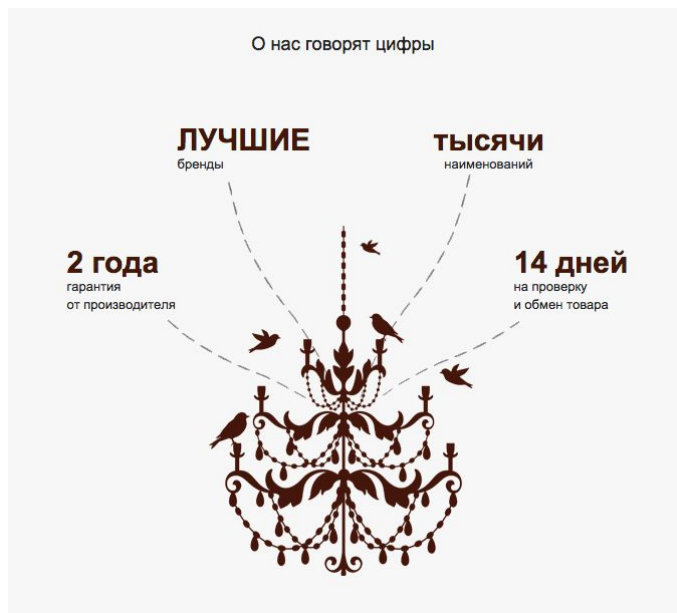 О нас говорят цифры
ЛУЧШИЕ
бренды
тысячи
наименований
2 года
гарантия
от производителя
14 дней
на проверку
и обмен товара